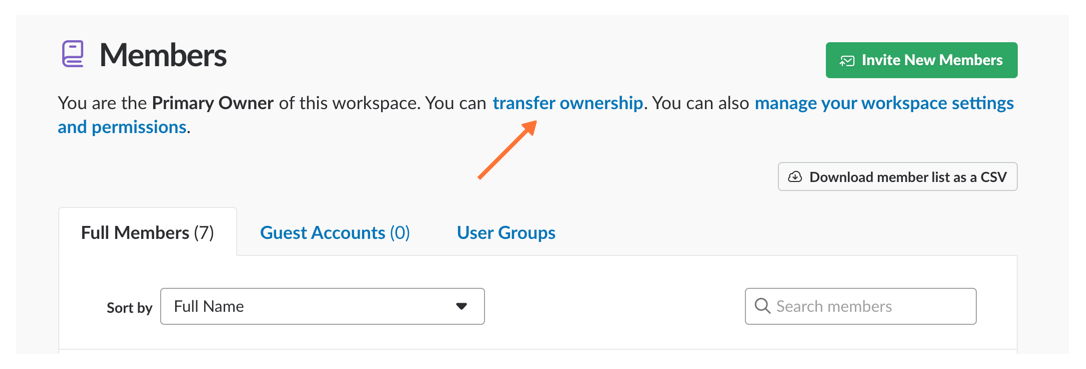 Members
Invite New Members
You are the Primary Owner of this workspace. You can transfer ownership. You can also manage your workspace settings
and permissions.
Download member list as a CSV
Full Members (7)
Guest Accounts (0)
User Groups
Sort by
Full Name
Search members